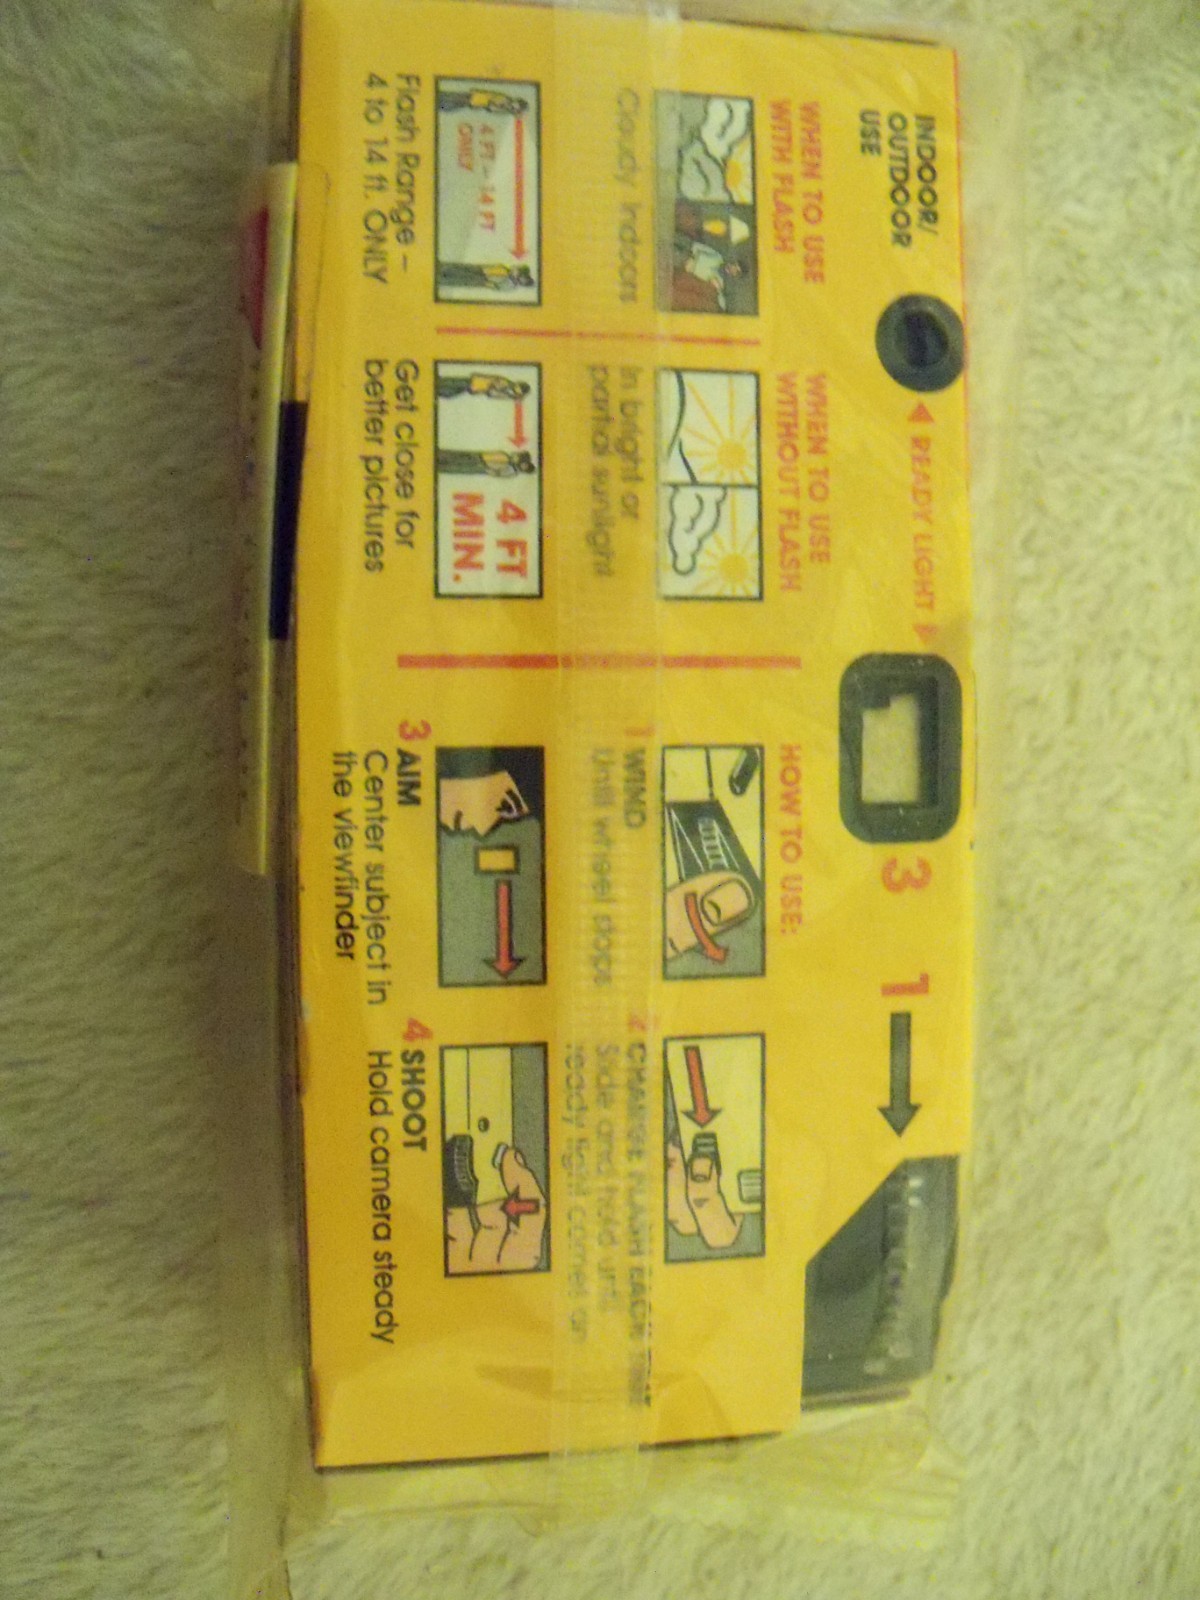 INDOOR/
OUTDOOR
USE
READY LIGHT
3
1
WHEN TO USE
WITH FLASH
Cloudy Indoors
4 FT – 14 FT
ONLY
Flash Range –
4 to 14 ft. ONLY
WHEN TO USE
WITHOUT FLASH
In bright or
partial sunlight
4 FT
MIN.
Get close for
better pictures
HOW TO USE:
1 WIND
Until wheel stops
2 CHARGE FLASH EACH TIME
Slide and hold until
ready light comes on
3 AIM
Center subject in
the viewfinder
4 SHOOT
Hold camera steady